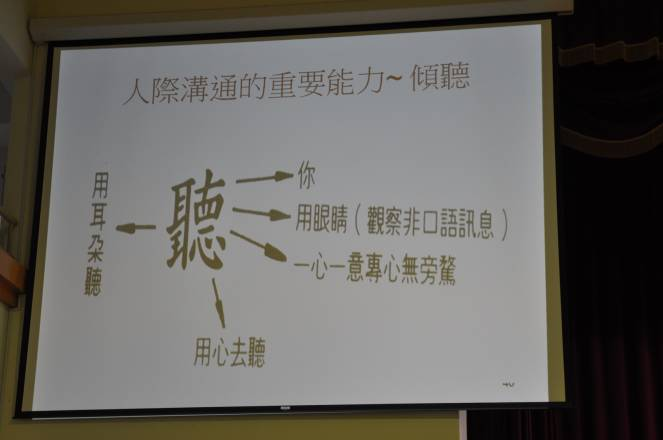 人際溝通的重要能力~ 傾聽
用耳朵聽
聽
你
用眼睛（觀察非口語訊息）
一心一意專心無旁騖
用心去聽